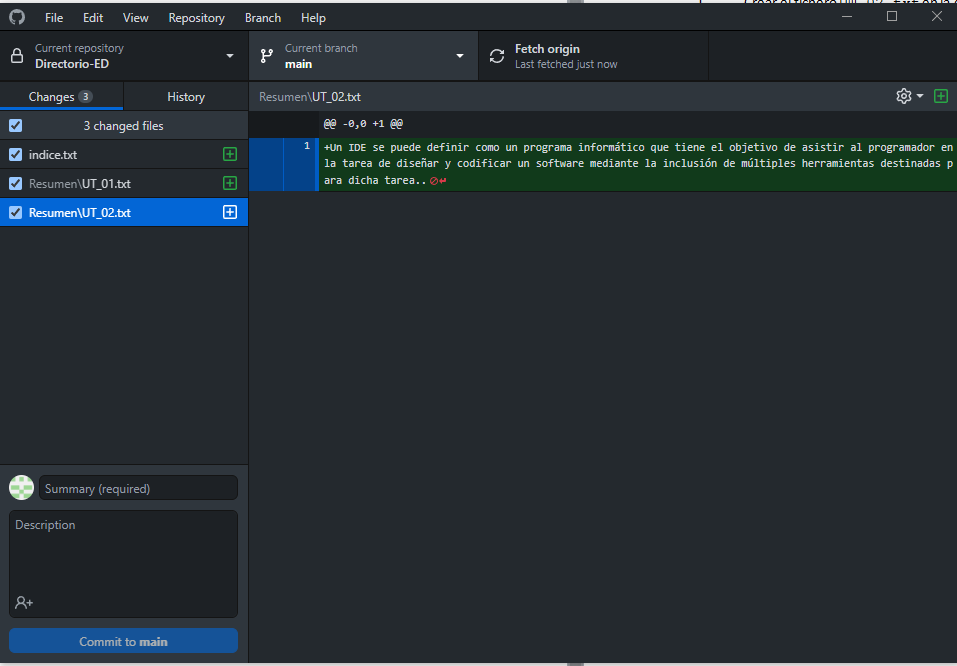 File Edit View Repository Branch Help
Current repository
Directorio-ED
Current branch
main
Fetch origin
Last fetched just now
Changes 3
History
Resumen\UT_02.txt
3 changed files
indice.txt
Resumen\UT_01.txt
Resumen\UT_02.txt
@@ -0,0 +1 @@
1 +Un IDE se puede definir como un programa informático que tiene el objetivo de asistir al programador en
la tarea de diseñar y codificar un software mediante la inclusión de múltiples herramientas destinadas p
ara dicha tarea..
Summary (required)
Description
Commit to main